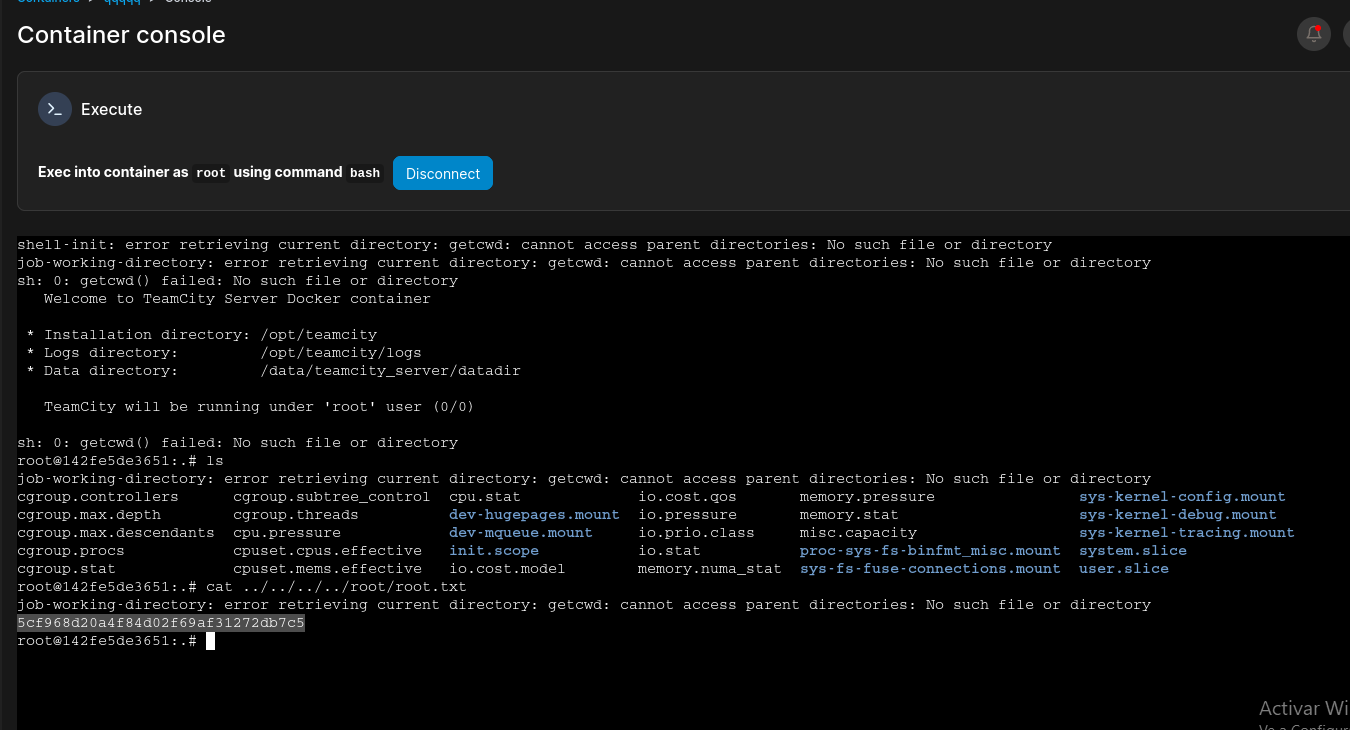 Containers > qqqqq > Console
Container console
Execute
Exec into container as root using command bash Disconnect
shell-init: error retrieving current directory: getcwd: cannot access parent directories: No such file or directory
job-working-directory: error retrieving current directory: getcwd: cannot access parent directories: No such file or directory
sh: 0: getcwd() failed: No such file or directory
Welcome to TeamCity Server Docker container
* Installation directory: /opt/teamcity
* Logs directory: /opt/teamcity/logs
* Data directory: /data/teamcity_server/datadir
TeamCity will be running under 'root' user (0/0)
sh: 0: getcwd() failed: No such file or directory
root@142fe5de3651:.# ls
job-working-directory: error retrieving current directory: getcwd: cannot access parent directories: No such file or directory
cgroup.controllers cgroup.subtree_control cpu.stat io.cost.qos memory.pressure sys-kernel-config.mount
cgroup.max.depth cgroup.threads dev-hugepages.mount io.pressure memory.stat sys-kernel-debug.mount
cgroup.max.descendants cpu.pressure dev-mqueue.mount io.prio.class misc.capacity sys-kernel-tracing.mount
cgroup.procs cpuset.cpus.effective init.scope io.stat proc-sys-fs-binfmt_misc.mount system.slice
cgroup.stat cpuset.mems.effective io.cost.model memory.numa_stat sys-fs-fuse-connections.mount user.slice
root@142fe5de3651:.# cat ../../../../root/root.txt
job-working-directory: error retrieving current directory: getcwd: cannot access parent directories: No such file or directory
5cf968d20a4f84d02f69af31272db7c5
root@142fe5de3651:.#
Activar Wi